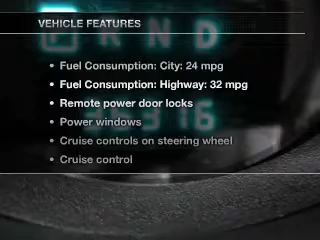 VEHICLE FEATURES
P R N D
• Fuel Consumption: City: 24 mpg
• Fuel Consumption: Highway: 32 mpg
• Remote power door locks
• Power windows
• Cruise controls on steering wheel
• Cruise control